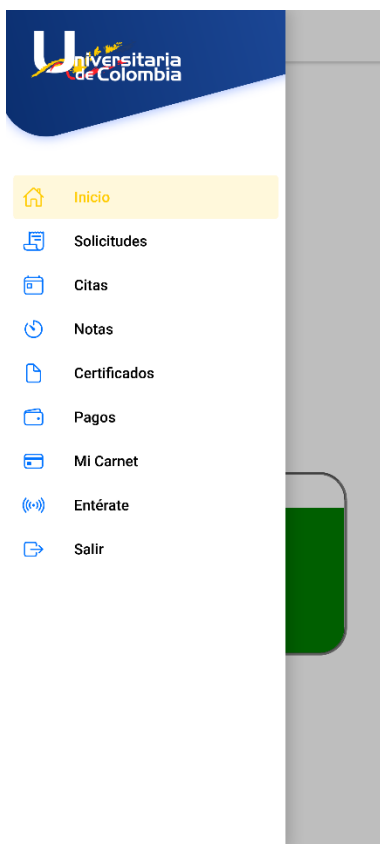 Universitaria
de Colombia
Inicio
Solicitudes
Citas
Notas
Certificados
Pagos
Mi Carnet
Entérate
Salir